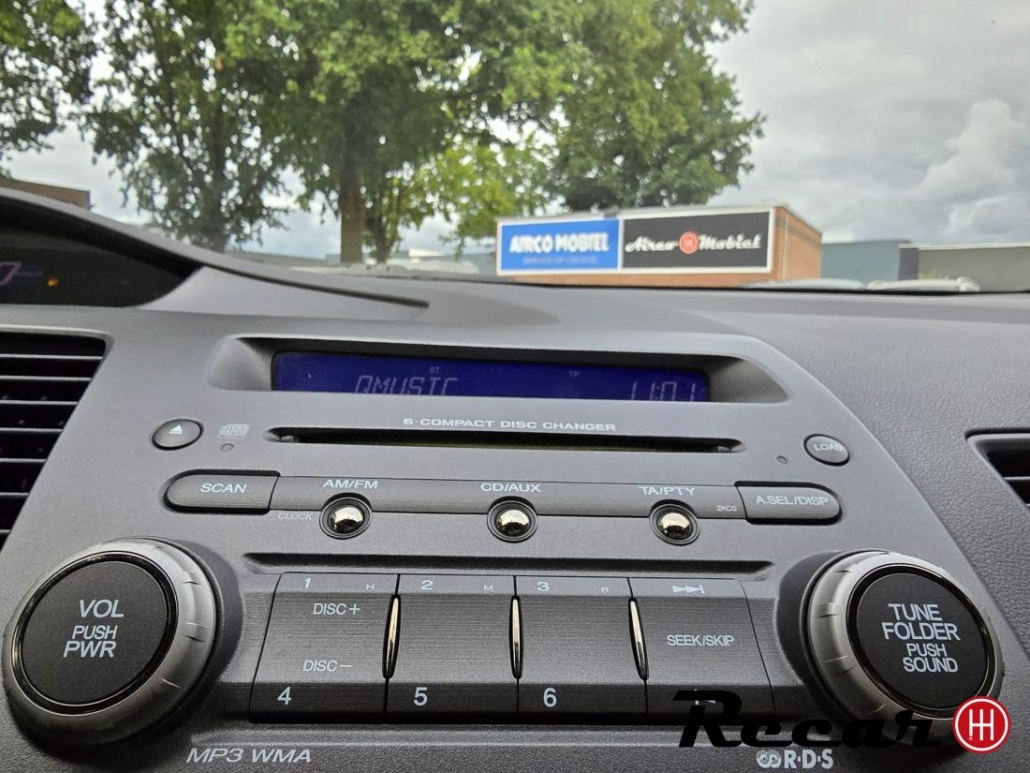 AIRCO MOBIEL
SERVICE OP LOCATIE
Airco H Mobiel
ST
TP
QMUSIC
11:01
6-COMPACT DISC CHANGER
LOAD
SCAN
AM/FM
CD/AUX
TA/PTY
A.SEL/DISP
CLOCK
2KC0
1
H
2
M
3
R
DISC+
SEEK/SKIP
DISC-
4
5
6
VOL
PUSH
PWR
TUNE
FOLDER
PUSH
SOUND
Recar H
MP3 WMA
R·D·S